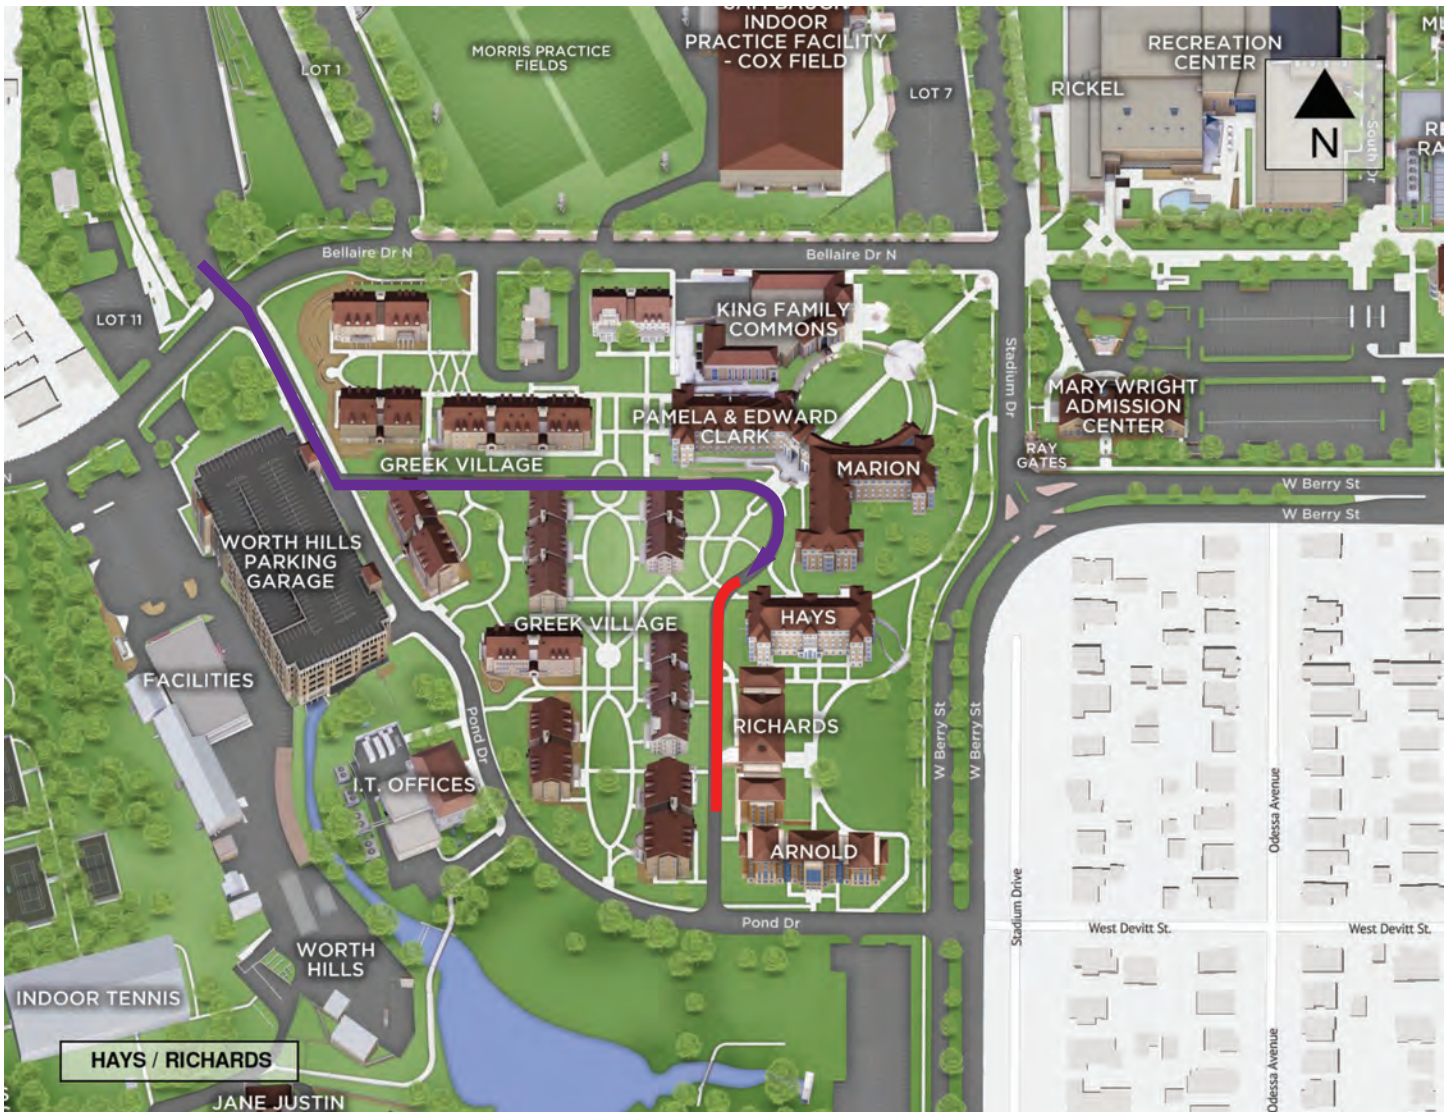 SAM BAUGH
INDOOR
PRACTICE FACILITY
- COX FIELD
MORRIS PRACTICE
FIELDS
LOT 1
LOT 7
RECREATION
CENTER
RICKEL
N
Bellaire Dr N
Bellaire Dr N
LOT 11
KING FAMILY
COMMONS
Stadium Dr
MARY WRIGHT
ADMISSION
CENTER
PAMELA & EDWARD
CLARK
MARION
RAY
GATES
GREEK VILLAGE
W Berry St
W Berry St
WORTH HILLS
PARKING
GARAGE
HAYS
GREEK VILLAGE
FACILITIES
Pond Dr
RICHARDS
W Berry St
W Berry St
I.T. OFFICES
Odessa Avenue
ARNOLD
Stadium Drive
Pond Dr
West Devitt St.
West Devitt St.
WORTH
HILLS
INDOOR TENNIS
HAYS / RICHARDS
Odessa Avenue
JANE JUSTIN